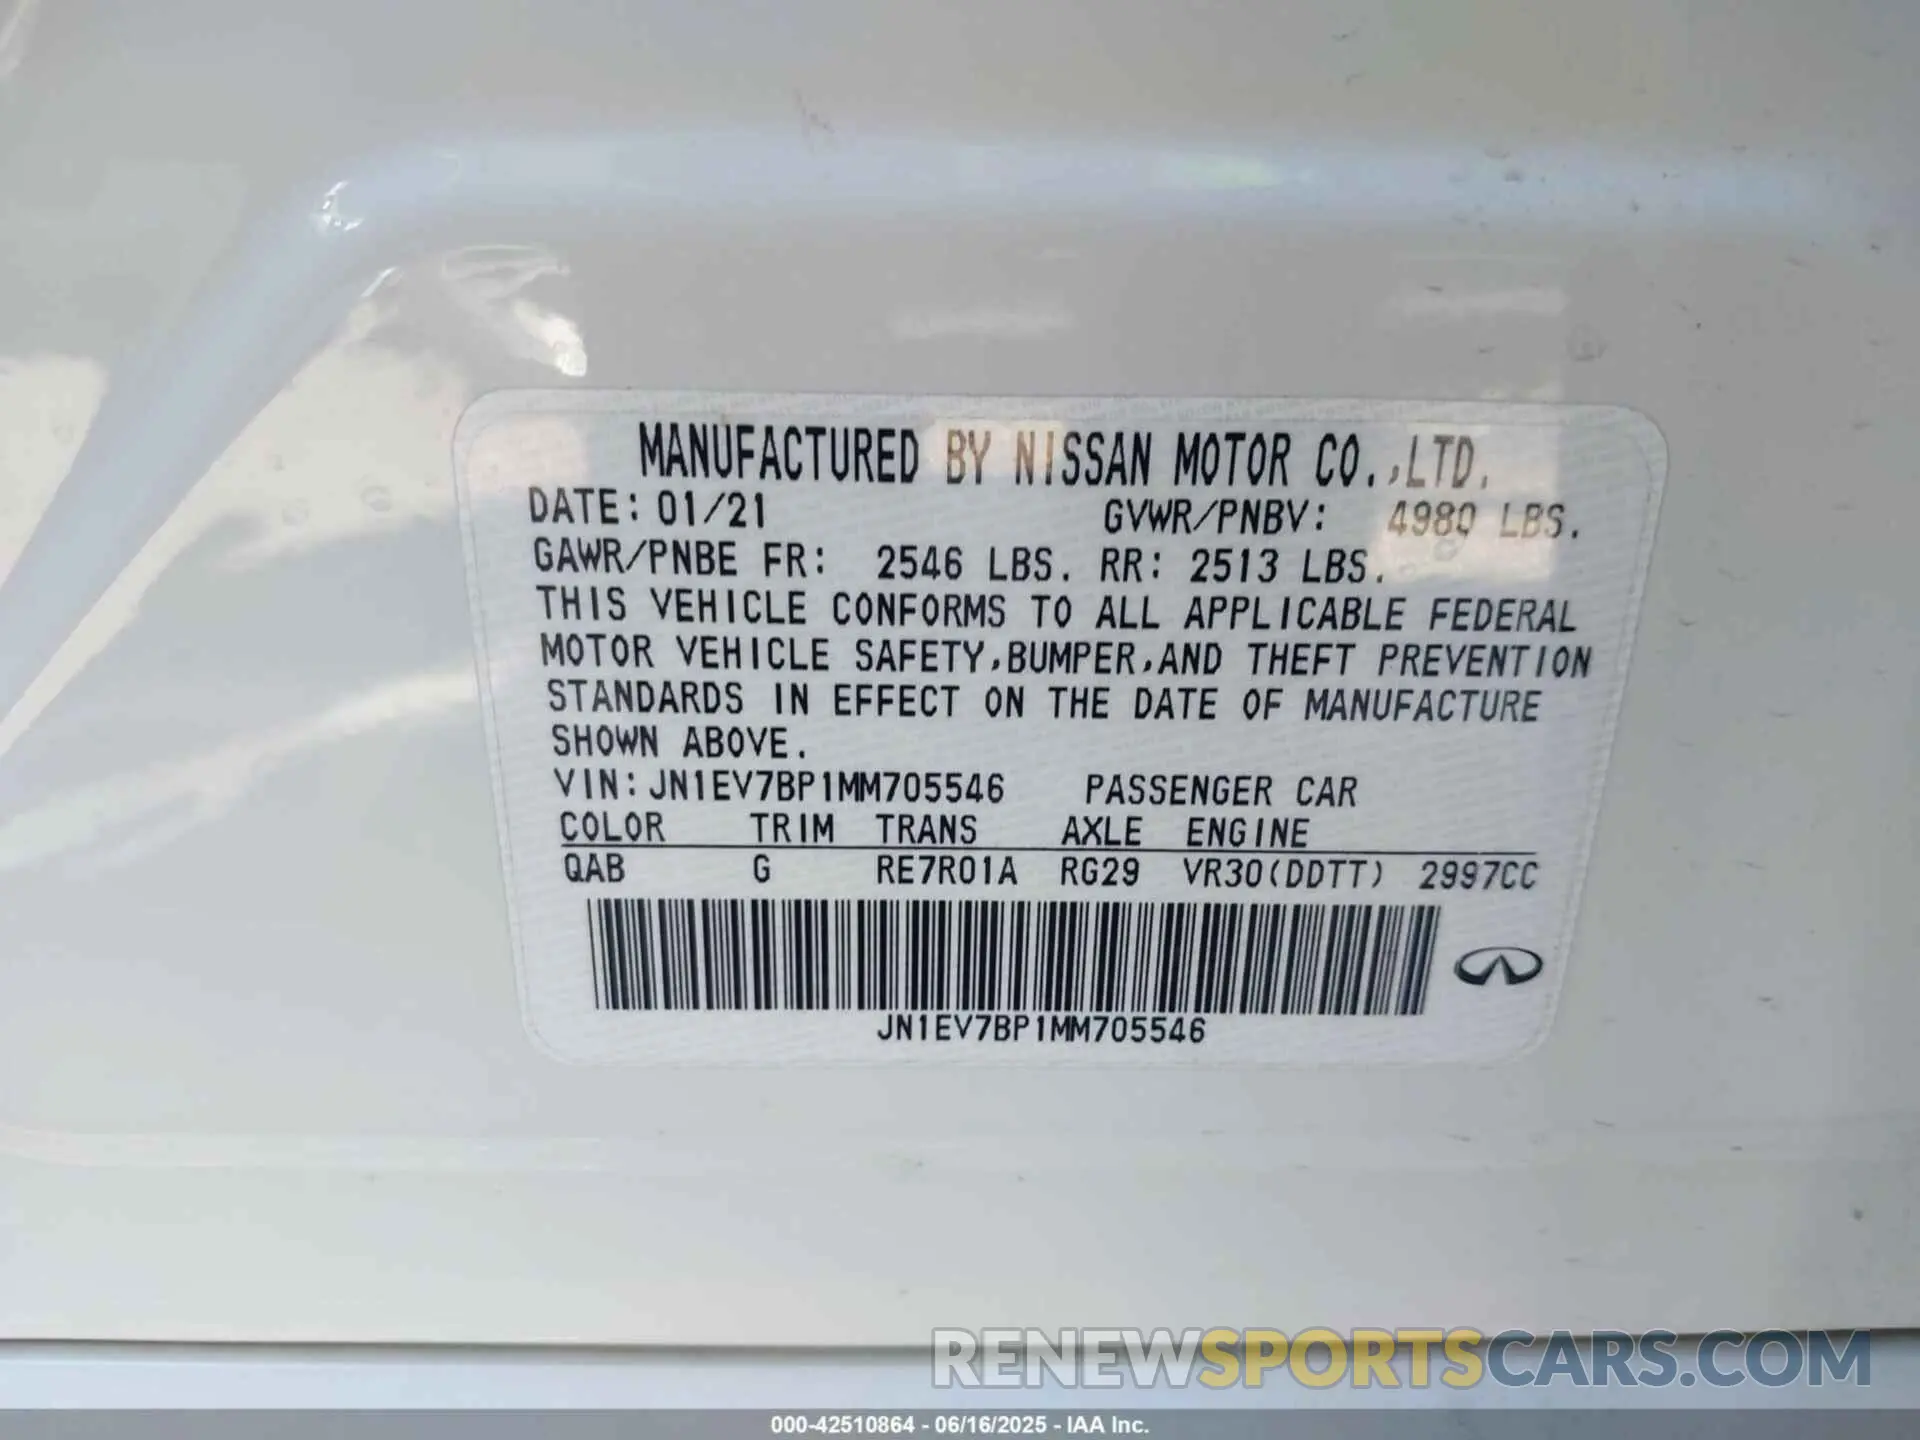 MANUFACTURED BY NISSAN MOTOR CO.,LTD.
DATE: 01/21 GVWR/PNBV: 4980 LBS.
GAWR/PNBE FR: 2546 LBS. RR: 2513 LBS.
THIS VEHICLE CONFORMS TO ALL APPLICABLE FEDERAL
MOTOR VEHICLE SAFETY,BUMPER,AND THEFT PREVENTION
STANDARDS IN EFFECT ON THE DATE OF MANUFACTURE
SHOWN ABOVE.
VIN:JN1EV7BP1MM705546 PASSENGER CAR
COLOR TRIM TRANS AXLE ENGINE
QAB G RE7R01A RG29 VR30(DDTT) 2997CC
JN1EV7BP1MM705546
RENEWSPORTSCARS.COM
000-42510864 - 06/16/2025 - IAA Inc.